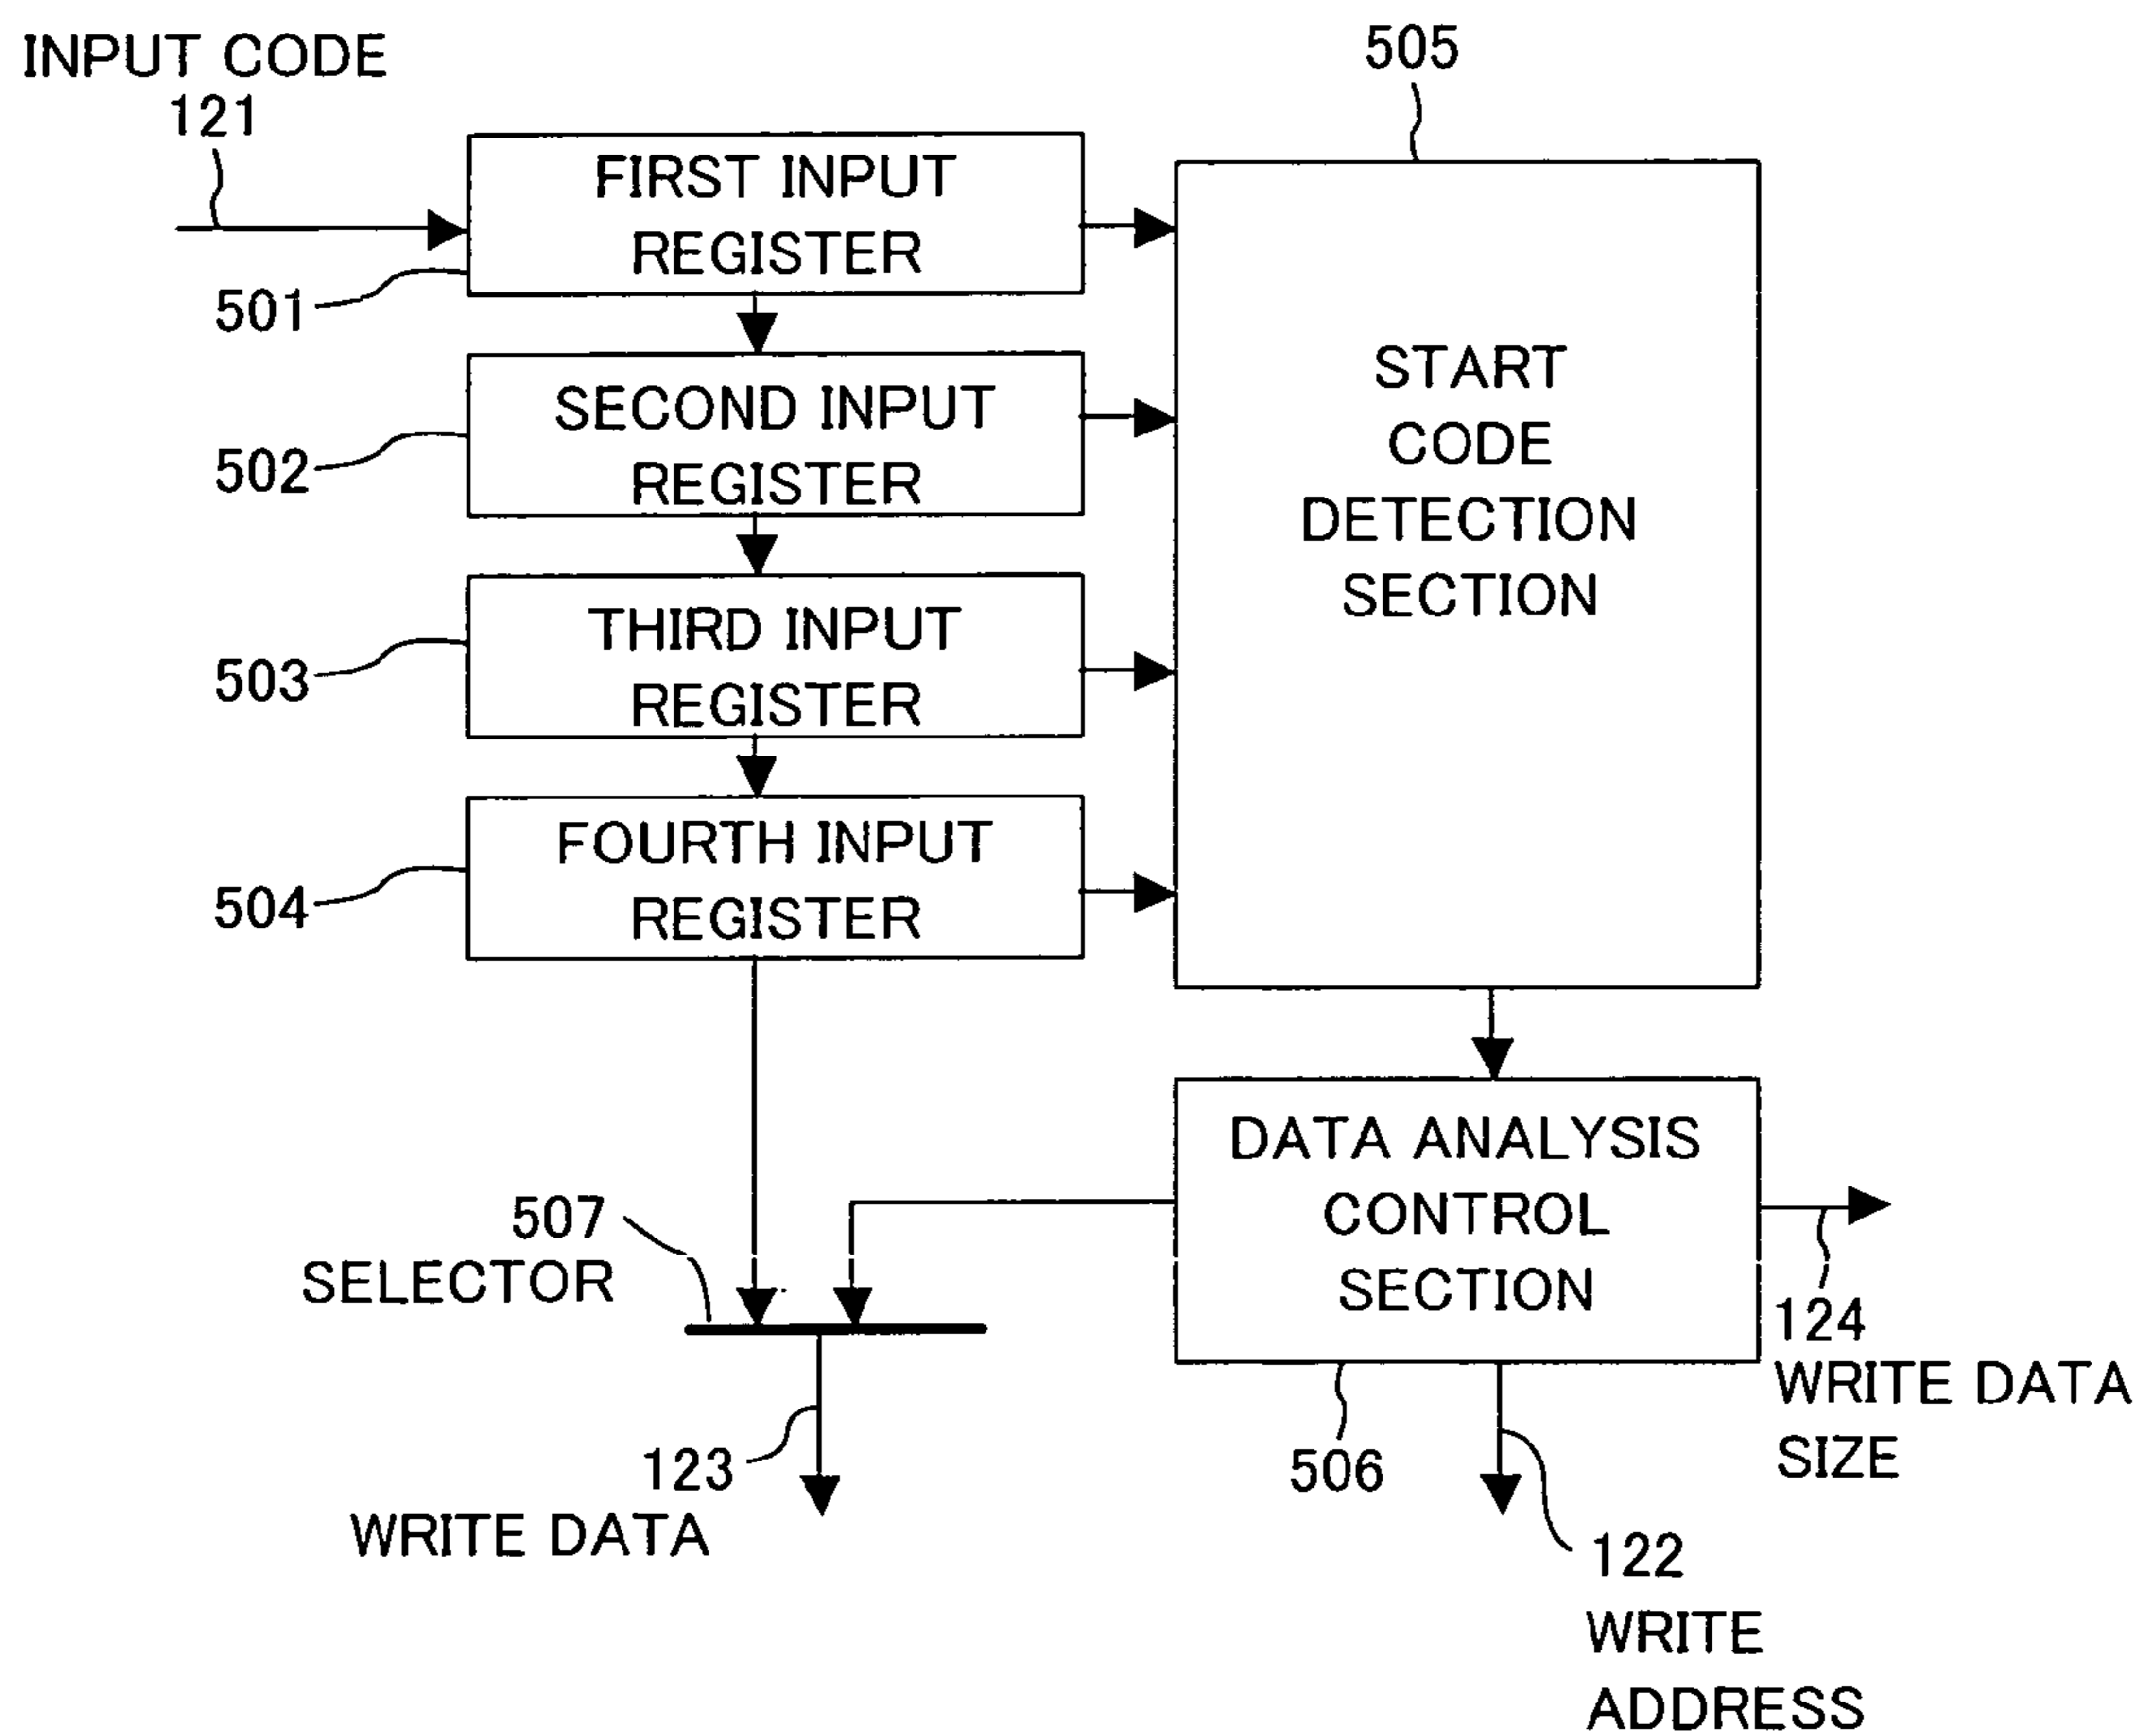 INPUT CODE
121
505
FIRST INPUT
REGISTER
501
SECOND INPUT
REGISTER
502
START
CODE
DETECTION
SECTION
THIRD INPUT
REGISTER
503
FOURTH INPUT
REGISTER
504
DATA ANALYSIS
CONTROL
SECTION
507
SELECTOR
124
WRITE DATA
SIZE
506
123
WRITE DATA
122
WRITE
ADDRESS